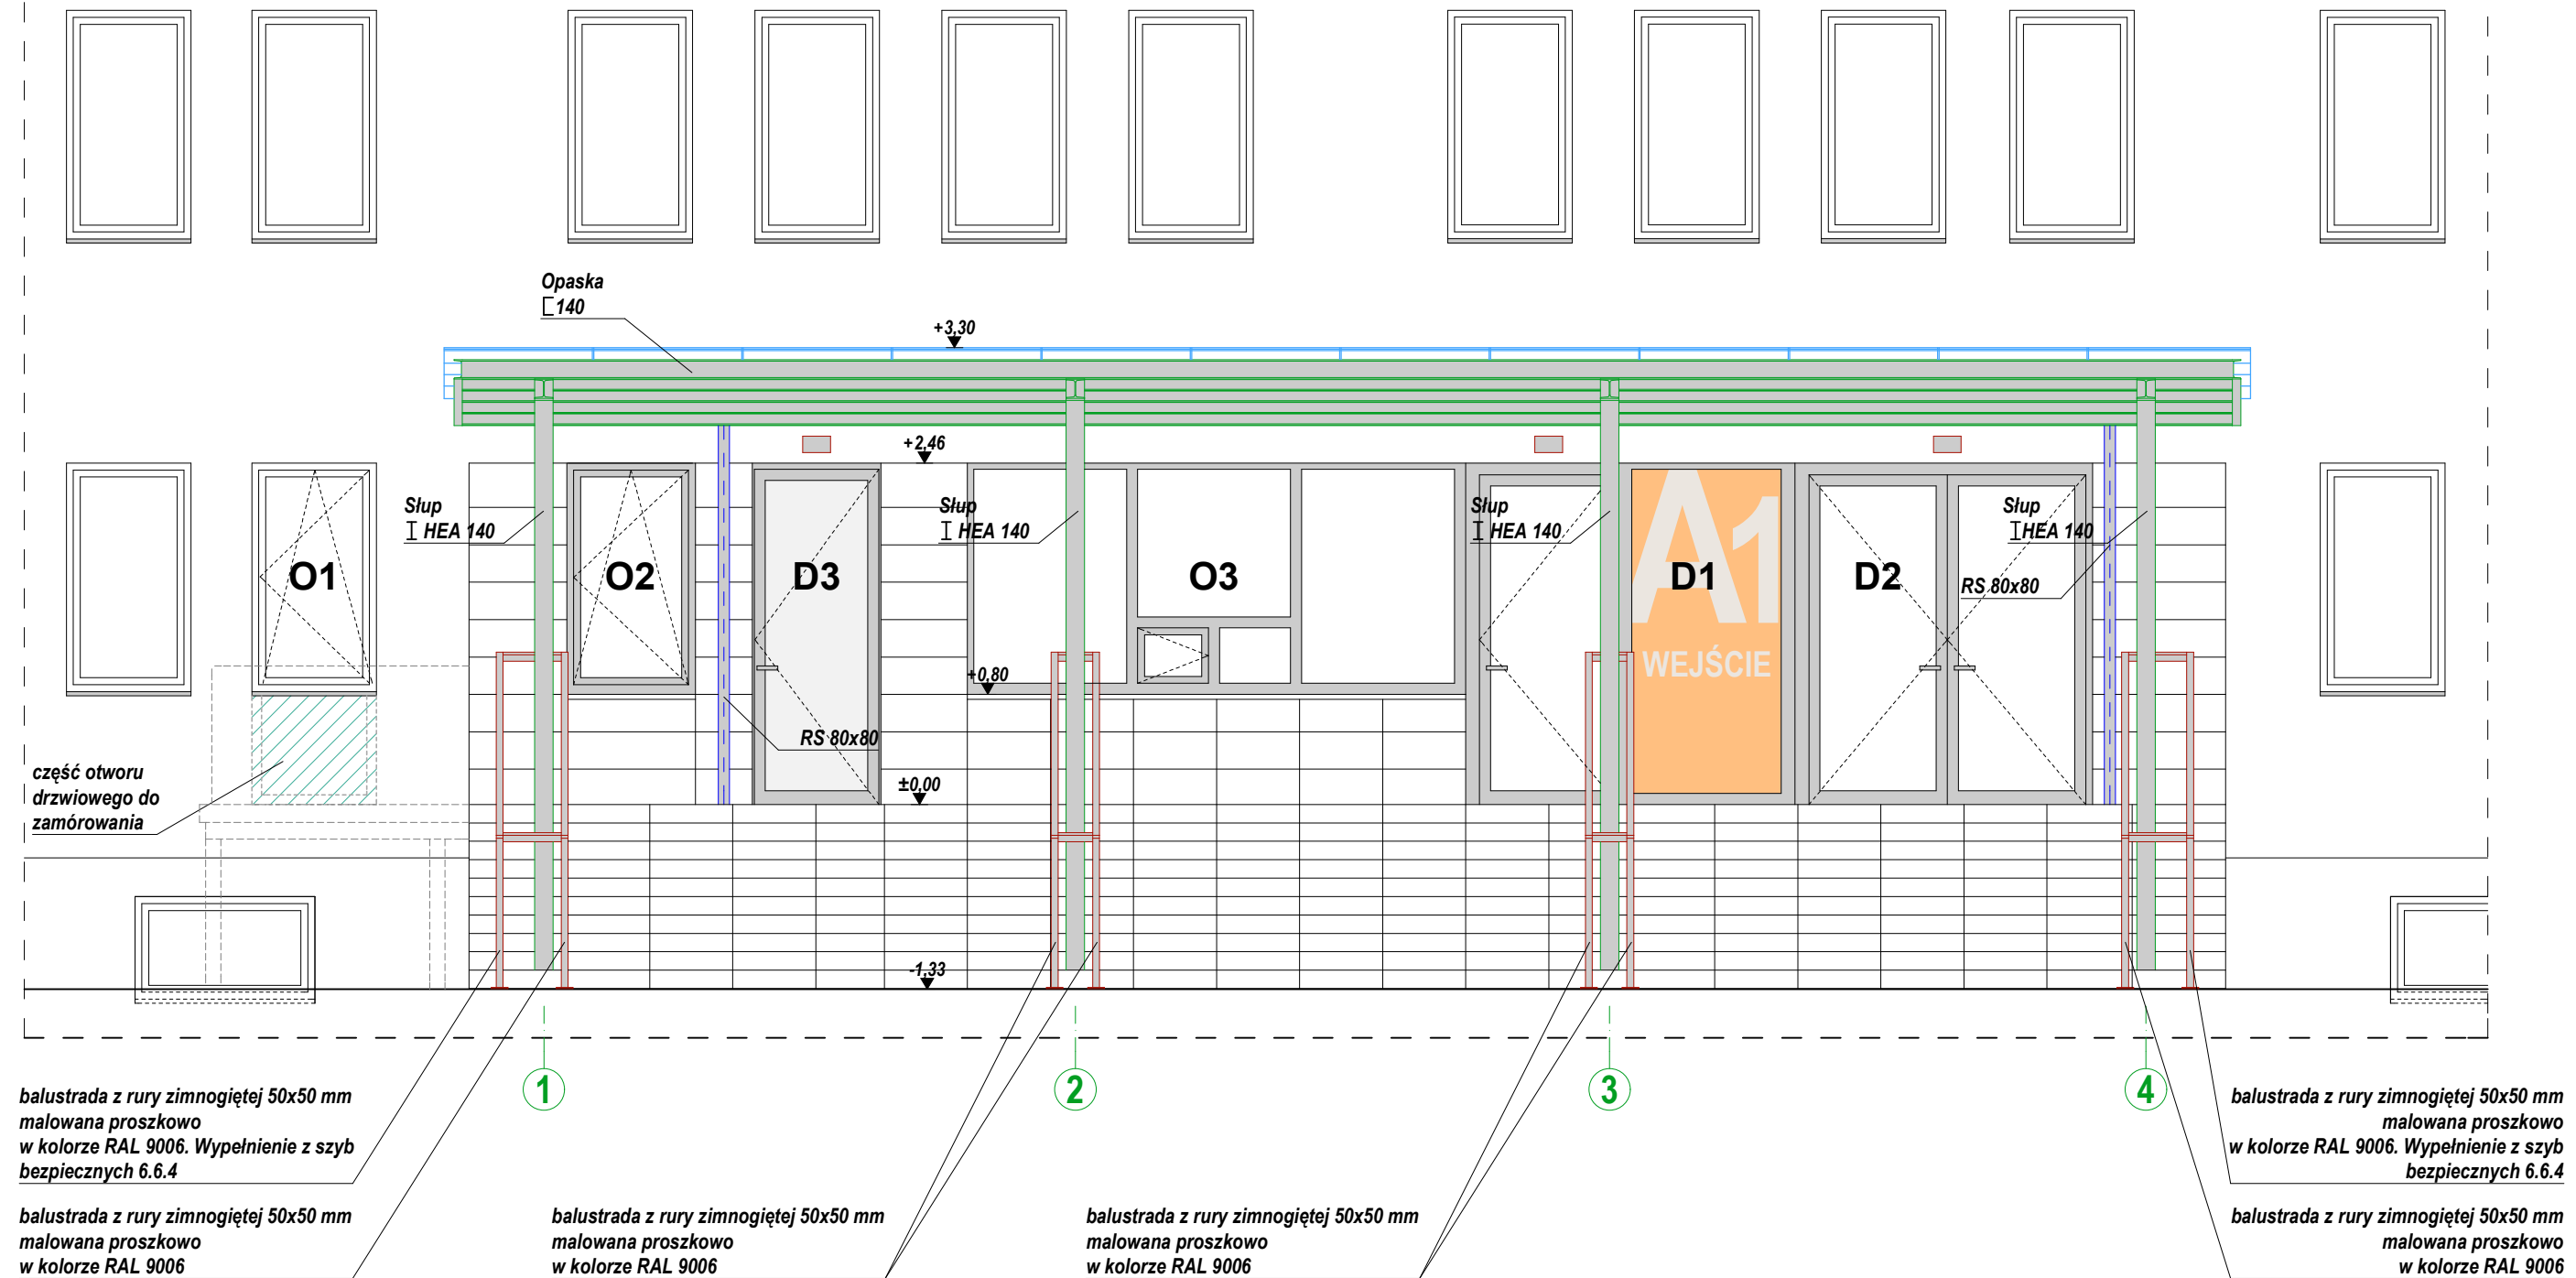 Opaska
140
+3,30
+2,46
Słup
HEA 140
Słup
HEA 140
Słup
HEA 140
Słup
HEA 140
O1
O2
D3
O3
D1
D2
A1
WEJŚCIE
RS 80x80
+0,80
RS 80x80
część otworu
drzwiowego do
zamórowania
±0,00
-1,33
1
2
3
4
balustrada z rury zimnogiętej 50x50 mm
malowana proszkowo
w kolorze RAL 9006. Wypełnienie z szyb
bezpiecznych 6.6.4
balustrada z rury zimnogiętej 50x50 mm
malowana proszkowo
w kolorze RAL 9006
balustrada z rury zimnogiętej 50x50 mm
malowana proszkowo
w kolorze RAL 9006
balustrada z rury zimnogiętej 50x50 mm
malowana proszkowo
w kolorze RAL 9006
balustrada z rury zimnogiętej 50x50 mm
malowana proszkowo
w kolorze RAL 9006. Wypełnienie z szyb
bezpiecznych 6.6.4
balustrada z rury zimnogiętej 50x50 mm
malowana proszkowo
w kolorze RAL 9006